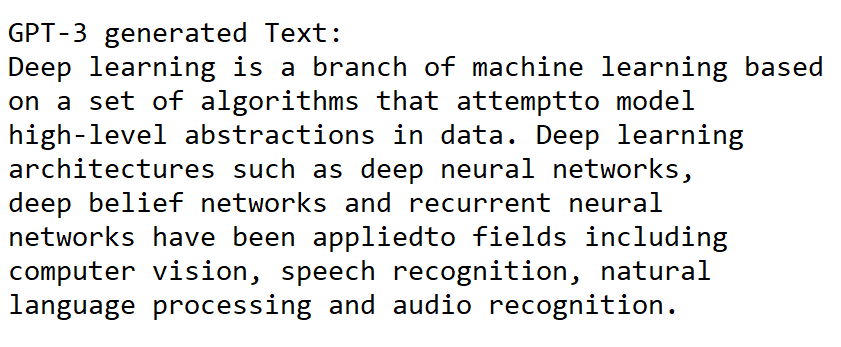 GPT-3 generated Text:
Deep learning is a branch of machine learning based
on a set of algorithms that attemptto model
high-level abstractions in data. Deep learning
architectures such as deep neural networks,
deep belief networks and recurrent neural
networks have been appliedto fields including
computer vision, speech recognition, natural
language processing and audio recognition.